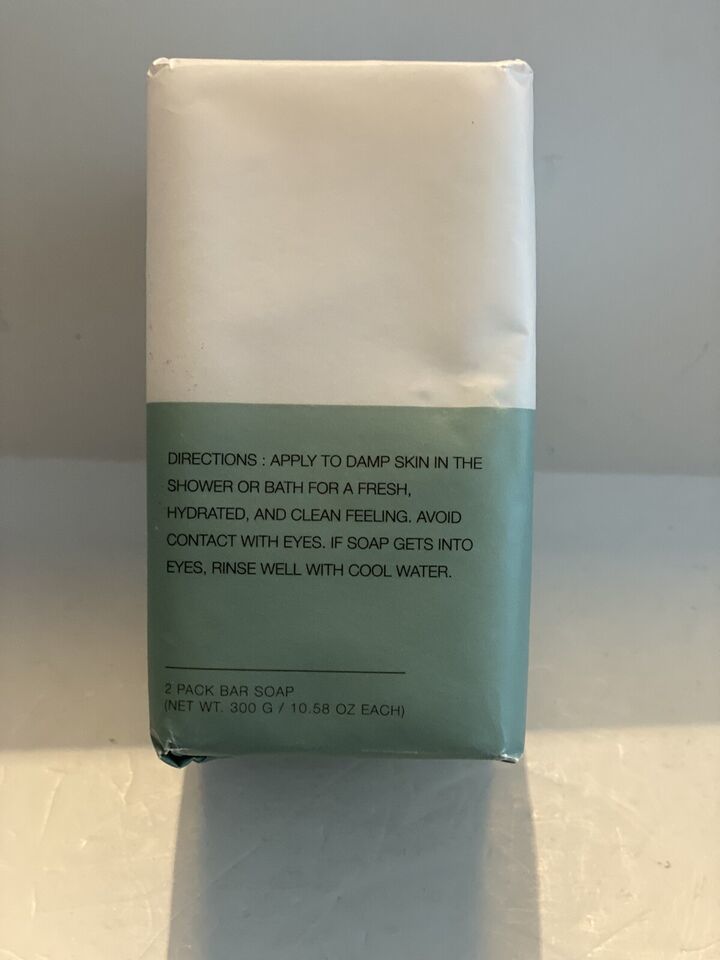 DIRECTIONS : APPLY TO DAMP SKIN IN THE
SHOWER OR BATH FOR A FRESH,
HYDRATED, AND CLEAN FEELING. AVOID
CONTACT WITH EYES. IF SOAP GETS INTO
EYES, RINSE WELL WITH COOL WATER.
2 PACK BAR SOAP
(NET WT. 300 G / 10.58 OZ EACH)